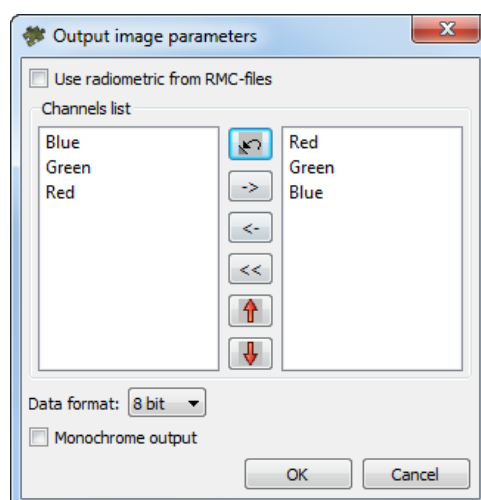 Output image parameters
Use radiometric from RMC-files
Channels list
Blue
Green
Red
->
<-
<<
Red
Green
Blue
Data format: 8 bit
Monochrome output
OK Cancel